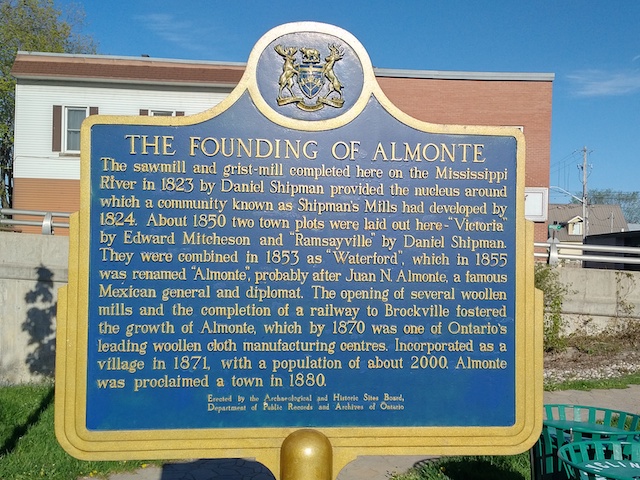 THE FOUNDING OF ALMONTE
The sawmill and grist-mill completed here on the Mississippi
River in 1823 by Daniel Shipman provided the nucleus around
which a community known as Shipman's Mills had developed by
1824. About 1850 two town plots were laid out here-"Victoria"
by Edward Mitcheson and "Ramsayville" by Daniel Shipman.
They were combined in 1853 as "Waterford", which in 1855
was renamed "Almonte", probably after Juan N. Almonte, a famous
Mexican general and diplomat. The opening of several woollen
mills and the completion of a railway to Brockville fostered
the growth of Almonte, which by 1870 was one of Ontario's
leading woollen cloth manufacturing centres. Incorporated as a
village in 1871, with a population of about 2000, Almonte
was proclaimed a town in 1880.
Erected by the Archaeological and Historic Sites Board,
Department of Public Records and Archives of Ontario